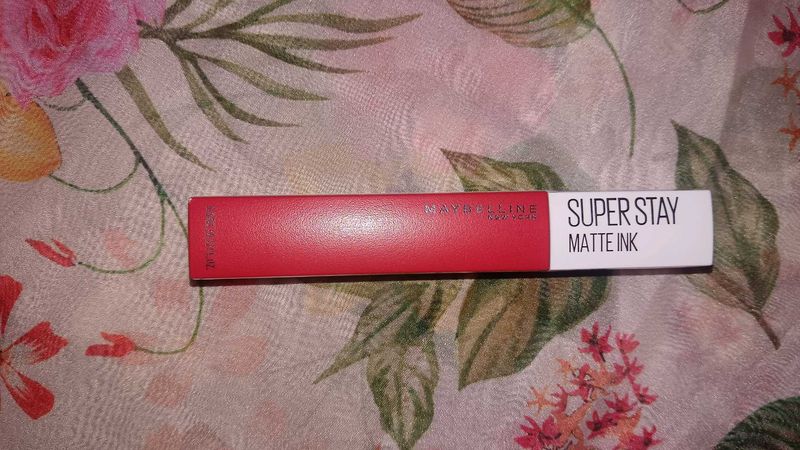 MAYBELLINE
NEW YORK
SUPER STAY
MATTE INK